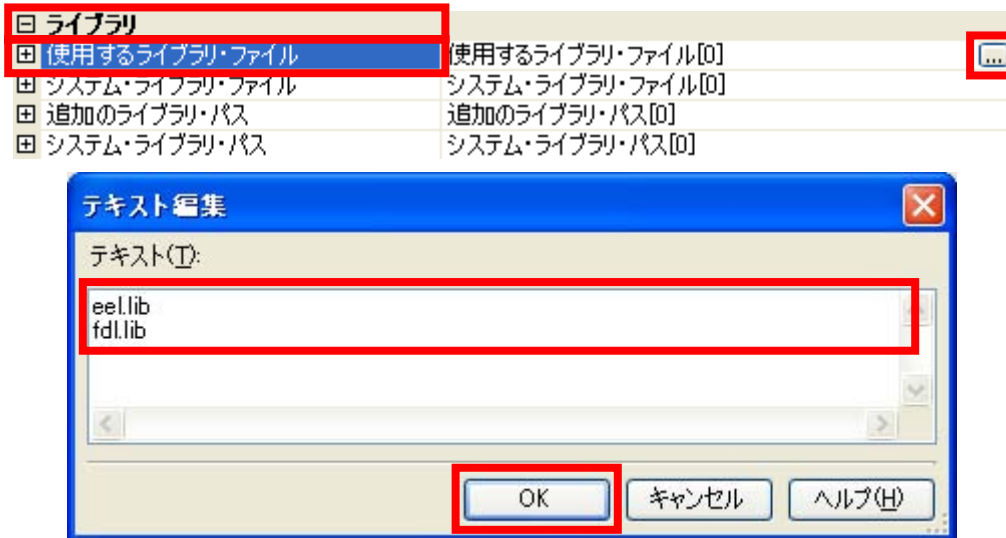 ライブラリ
使用するライブラリ・ファイル 使用するライブラリ・ファイル[0] ...
システム・ライブラリ・ファイル システム・ライブラリ・ファイル[0]
追加のライブラリ・パス 追加のライブラリ・パス[0]
システム・ライブラリ・パス システム・ライブラリ・パス[0]
テキスト編集
テキスト(T):
eel.lib
fdl.lib
OK キャンセル ヘルプ(H)